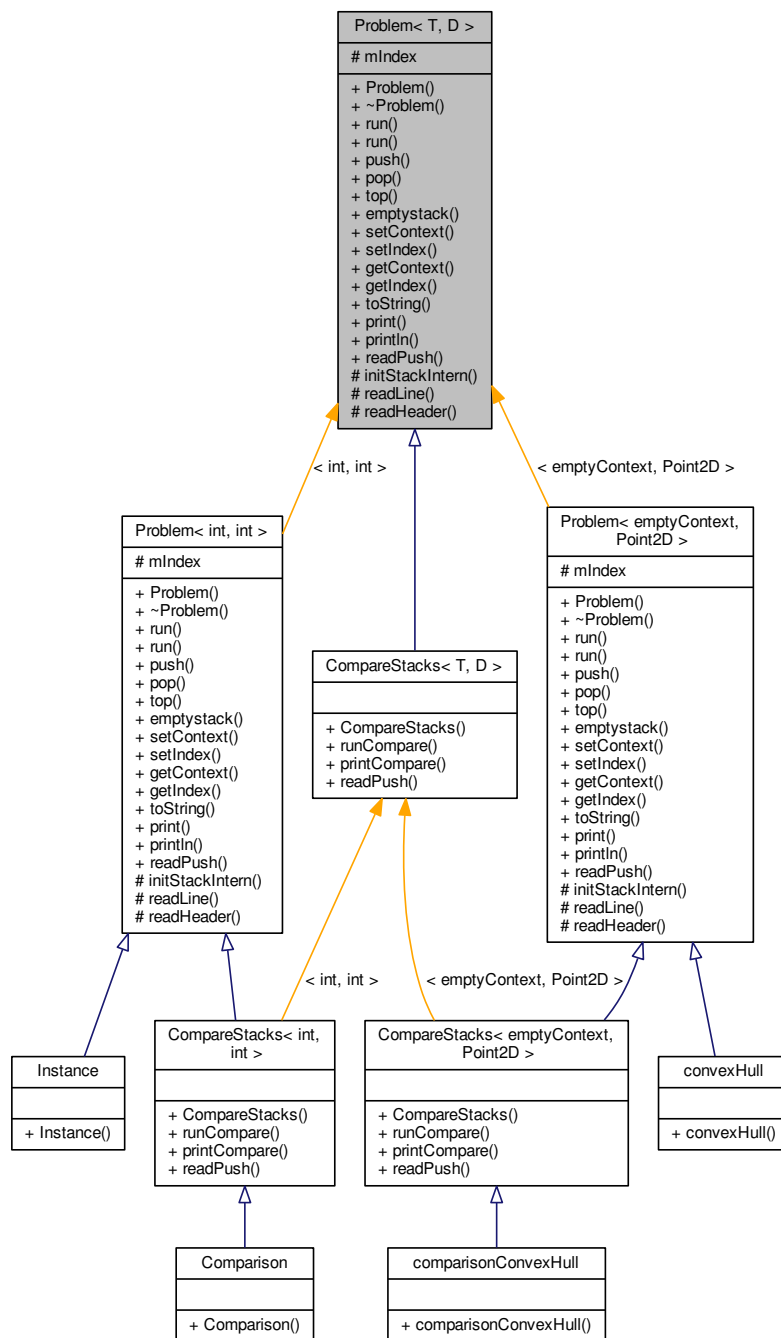 Problem< T, D >
# mIndex
+ Problem()
+ ~Problem()
+ run()
+ run()
+ push()
+ pop()
+ top()
+ emptystack()
+ setContext()
+ setIndex()
+ getContext()
+ getIndex()
+ toString()
+ print()
+ println()
+ readPush()
# initStackIntern()
# readLine()
# readHeader()
< int, int >
< emptyContext, Point2D >
Problem< int, int >
# mIndex
+ Problem()
+ ~Problem()
+ run()
+ run()
+ push()
+ pop()
+ top()
+ emptystack()
+ setContext()
+ setIndex()
+ getContext()
+ getIndex()
+ toString()
+ print()
+ println()
+ readPush()
# initStackIntern()
# readLine()
# readHeader()
CompareStacks< T, D >
+ CompareStacks()
+ runCompare()
+ printCompare()
+ readPush()
Problem< emptyContext,
Point2D >
# mIndex
+ Problem()
+ ~Problem()
+ run()
+ run()
+ push()
+ pop()
+ top()
+ emptystack()
+ setContext()
+ setIndex()
+ getContext()
+ getIndex()
+ toString()
+ print()
+ println()
+ readPush()
# initStackIntern()
# readLine()
# readHeader()
< int, int >
< emptyContext, Point2D >
Instance
+ Instance()
CompareStacks< int,
int >
+ CompareStacks()
+ runCompare()
+ printCompare()
+ readPush()
CompareStacks< emptyContext,
Point2D >
+ CompareStacks()
+ runCompare()
+ printCompare()
+ readPush()
convexHull
+ convexHull()
Comparison
+ Comparison()
comparisonConvexHull
+ comparisonConvexHull()